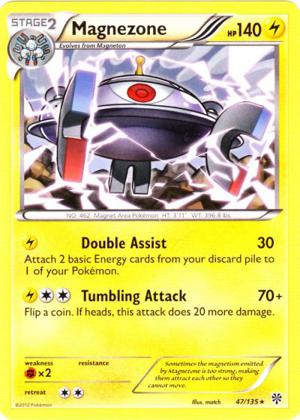 STAGE2
Magnezone
HP140
Evolves from Magneton
NO. 462 Magnet Area Pokémon HT: 3'11" WT: 396.8 lbs.
Double Assist 30
Attach 2 basic Energy cards from your discard pile to
1 of your Pokémon.
Tumbling Attack 70+
Flip a coin. If heads, this attack does 20 more damage.
weakness resistance
×2
retreat
Sometimes the magnetism emitted by
Magnezone is too strong, making
them attract each other so they
cannot move.
Illus. match 47/135★
©2012 Pokémon